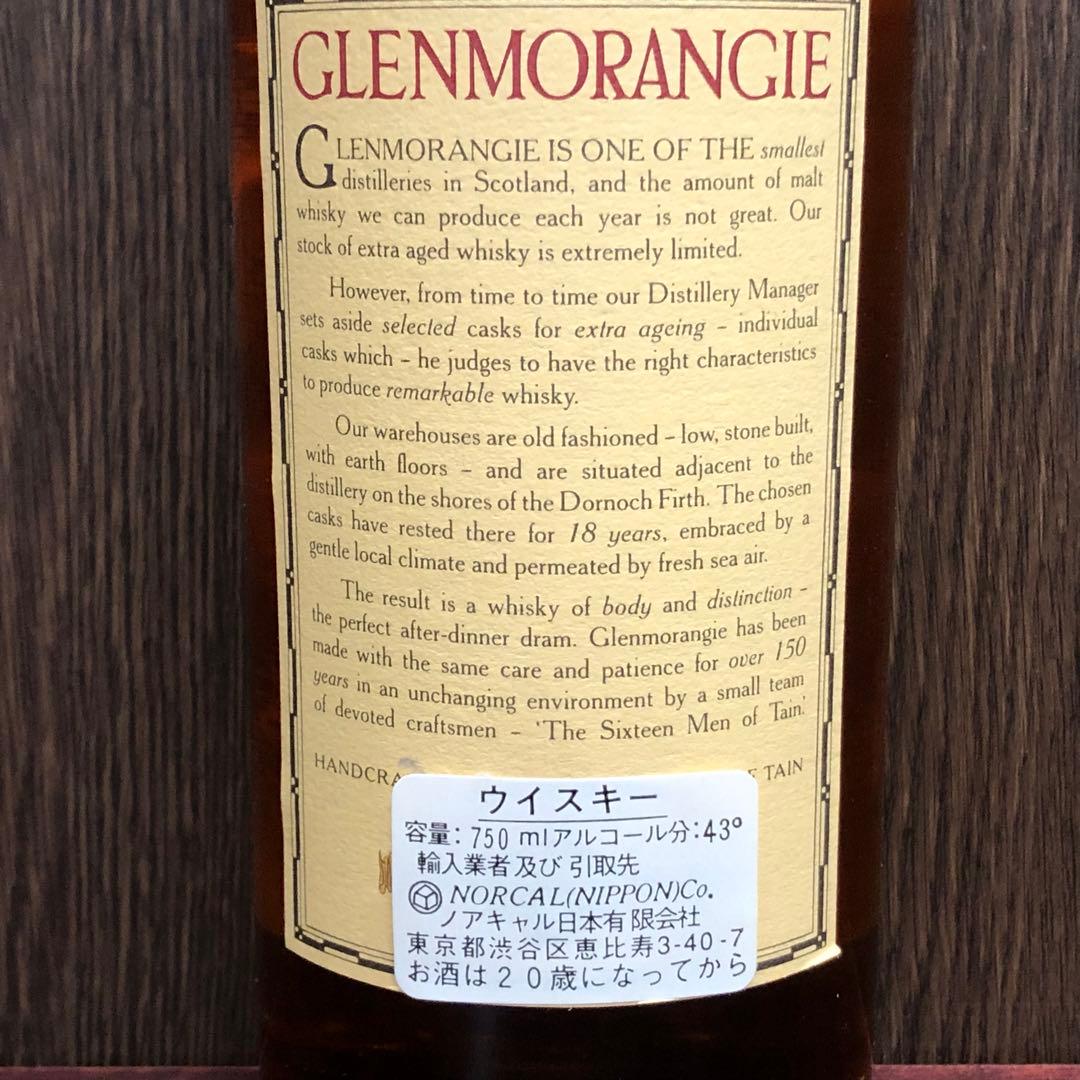 GLENMORANGIE
GLENMORANGIE IS ONE OF THE smallest
distilleries in Scotland, and the amount of malt
whisky we can produce each year is not great. Our
stock of extra aged whisky is extremely limited.
However, from time to time our Distillery Manager
sets aside selected casks for extra ageing – individual
casks which – he judges to have the right characteristics
to produce remarkable whisky.
Our warehouses are old fashioned – low, stone built,
with earth floors – and are situated adjacent to the
distillery on the shores of the Dornoch Firth. The chosen
casks have rested there for 18 years, embraced by a
gentle local climate and permeated by fresh sea air.
The result is a whisky of body and distinction –
the perfect after-dinner dram. Glenmorangie has been
made with the same care and patience for over 150
years in an unchanging environment by a small team
of devoted craftsmen – 'The Sixteen Men of Tain.'
HANDCRA TAIN
ウイスキー
容量: 750 mlアルコール分:43°
輸入業者及び引取先
NORCAL(NIPPON)Co.
ノアキャル日本有限会社
東京都渋谷区恵比寿3-40-7
お酒は20歳になってから